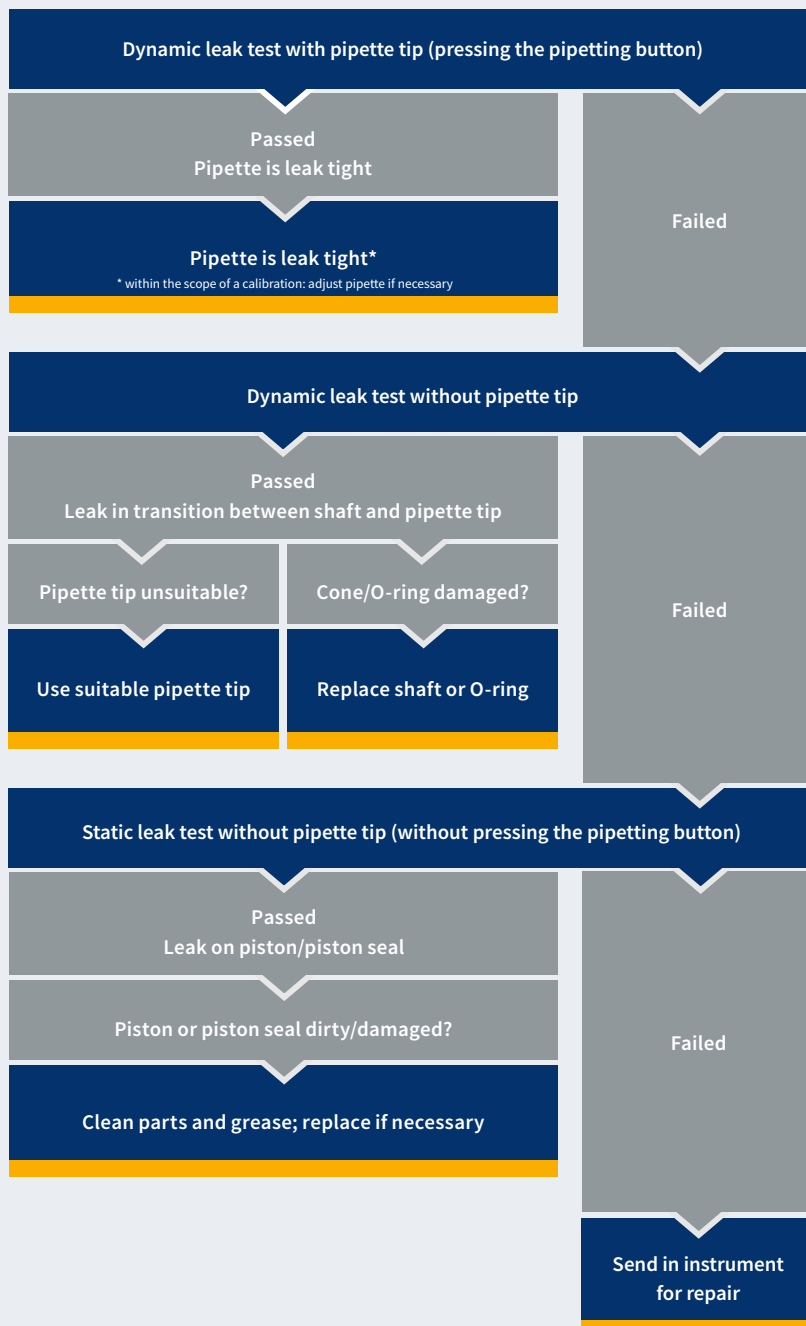 Dynamic leak test with pipette tip (pressing the pipetting button)
Passed
Pipette is leak tight
Failed
Pipette is leak tight*
* within the scope of a calibration: adjust pipette if necessary
Dynamic leak test without pipette tip
Passed
Leak in transition between shaft and pipette tip
Pipette tip unsuitable?
Cone/O-ring damaged?
Failed
Use suitable pipette tip
Replace shaft or O-ring
Static leak test without pipette tip (without pressing the pipetting button)
Passed
Leak on piston/piston seal
Piston or piston seal dirty/damaged?
Failed
Clean parts and grease; replace if necessary
Send in instrument
for repair